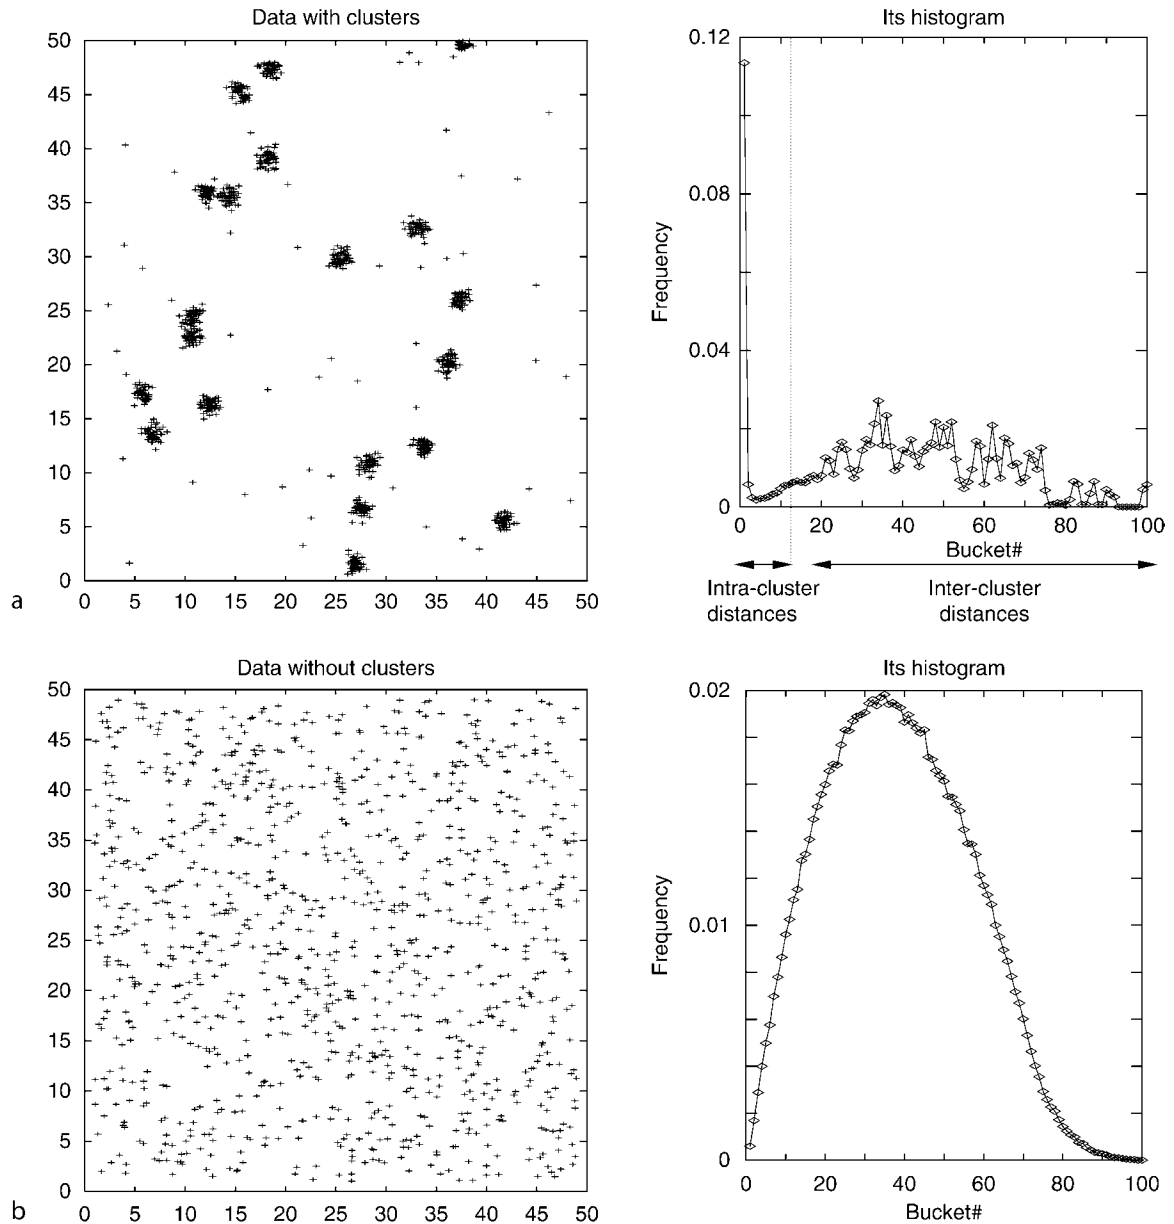 Data with clusters
50
45
40
35
30
25
20
15
10
5
0
0 5 10 15 20 25 30 35 40 45 50
a
Its histogram
0.12
0.08
0.04
0
Frequency
0 20 40 60 80 100
Bucket#
Intra-cluster
distances
Inter-cluster
distances
Data without clusters
50
45
40
35
30
25
20
15
10
5
0
0 5 10 15 20 25 30 35 40 45 50
b
Its histogram
0.02
0.01
0
Frequency
0 20 40 60 80 100
Bucket#